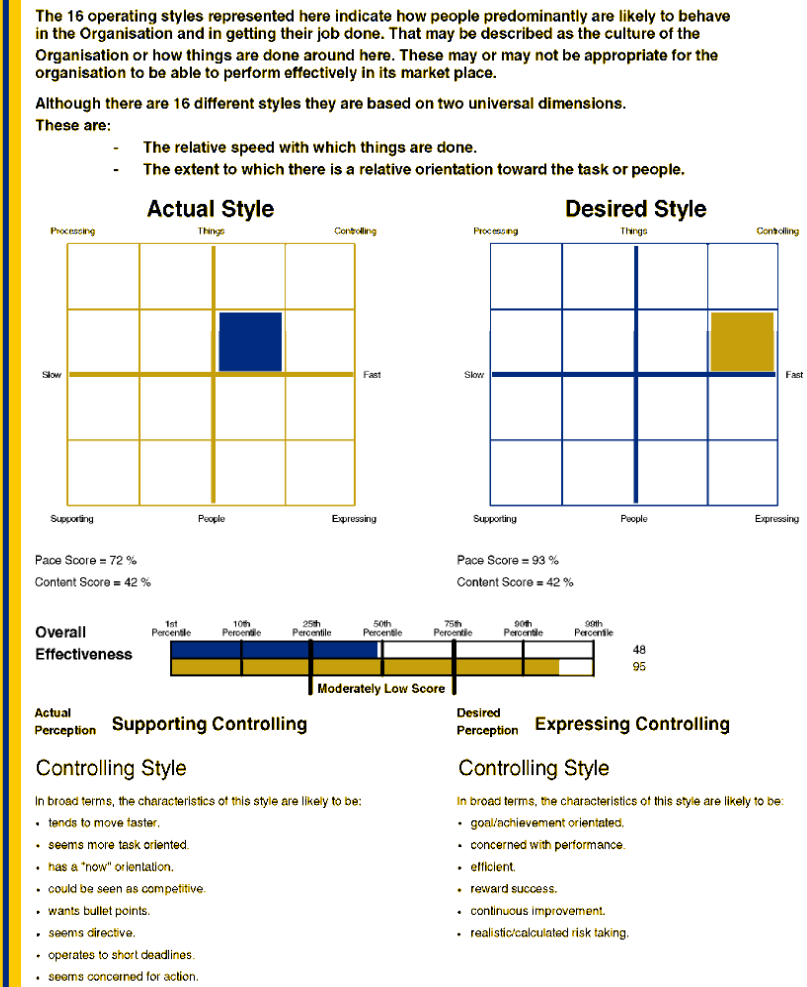 The 16 operating styles represented here indicate how people predominantly are likely to behave
in the Organisation and in getting their job done. That may be described as the culture of the
Organisation or how things are done around here. These may or may not be appropriate for the
organisation to be able to perform effectively in its market place.
Although there are 16 different styles they are based on two universal dimensions.
These are:
- The relative speed with which things are done.
- The extent to which there is a relative orientation toward the task or people.
Actual Style
Processing Things Controlling
Slow Fast
Supporting People Expressing
Pace Score = 72 %
Content Score = 42 %
Desired Style
Processing Things Controlling
Slow Fast
Supporting People Expressing
Pace Score = 93 %
Content Score = 42 %
Overall
Effectiveness
1st Percentile
10th Percentile
25th Percentile
50th Percentile
75th Percentile
90th Percentile
99th Percentile
48
95
Moderately Low Score
Actual
Perception
Supporting Controlling
Controlling Style
In broad terms, the characteristics of this style are likely to be:
• tends to move faster.
• seems more task oriented.
• has a "now" orientation.
• could be seen as competitive.
• wants bullet points.
• seems directive.
• operates to short deadlines.
• seems concerned for action.
Desired
Perception
Expressing Controlling
Controlling Style
In broad terms, the characteristics of this style are likely to be:
• goal/achievement orientated.
• concerned with performance.
• efficient.
• reward success.
• continuous improvement.
• realistic/calculated risk taking.